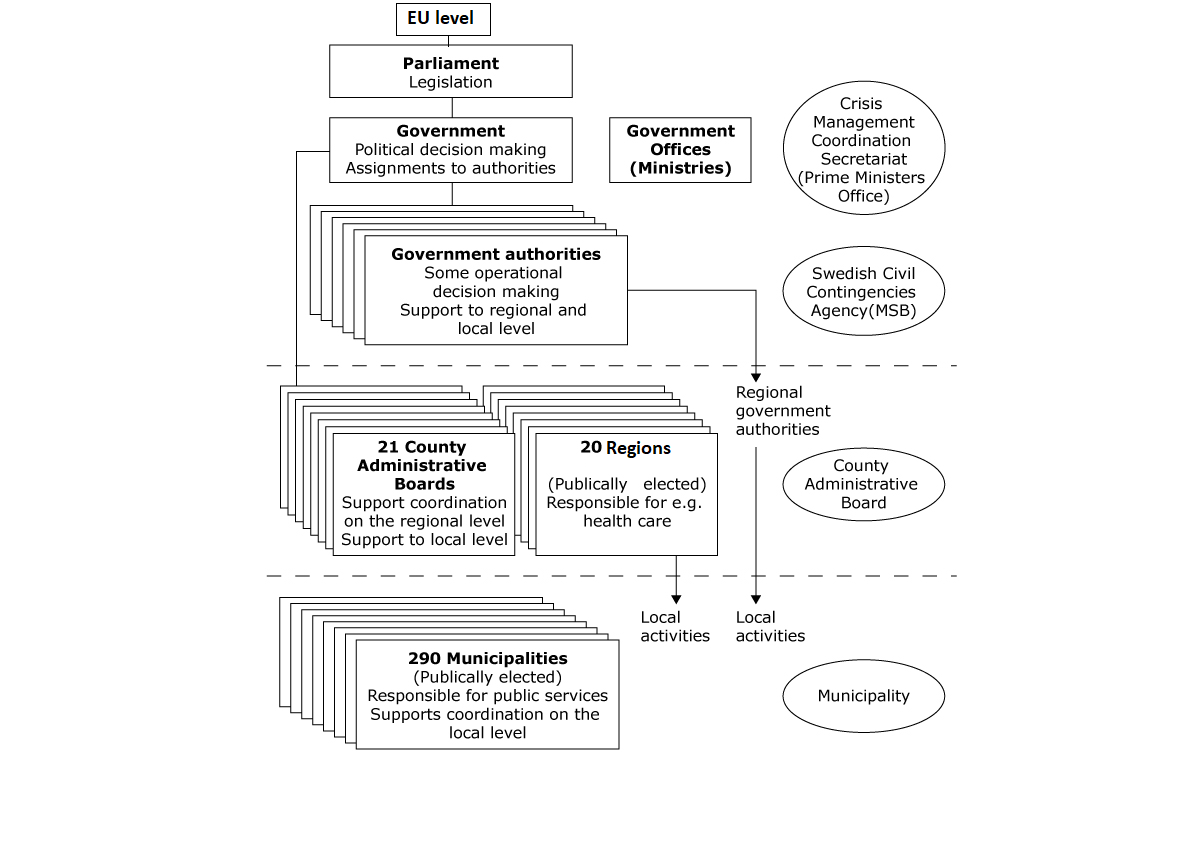 EU level
Parliament
Legislation
Government
Political decision making
Assignments to authorities
Government
Offices
(Ministries)
Crisis
Management
Coordination
Secretariat
(Prime Ministers
Office)
Government authorities
Some operational
decision making
Support to regional and
local level
Swedish Civil
Contingencies
Agency(MSB)
Regional
government
authorities
21 County
Administrative
Boards
Support coordination
on the regional level
Support to local level
20 Regions
(Publically elected)
Responsible for e.g.
health care
County
Administrative
Board
Local
activities
Local
activities
290 Municipalities
(Publically elected)
Responsible for public services
Supports coordination on the
local level
Municipality